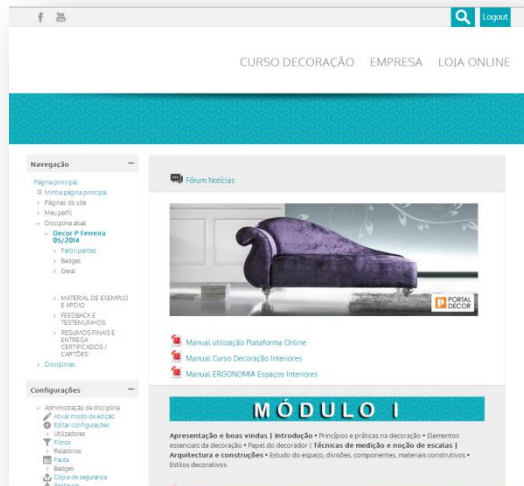 Logout
CURSO DECORAÇÃO EMPRESA LOJA ONLINE
Navegação
Página principal
Minha página principal
Páginas do site
Meu perfil
Disciplina atual
Decor P Ferreira
05/2014
Participantes
Badges
Geral
MATERIAL DE EXEMPLO
E APOIO
FEEDBACK E
TESTEMUNHOS
RESUMOS FINAIS E
ENTREGA
CERTIFICADOS /
CARTÕES
Disciplinas
Configurações
Administração da disciplina
Ativar modo de edição
Editar configurações
Utilizadores
Filtros
Relatórios
Pauta
Badges
Cópia de segurança
Fórum Notícias
PORTAL
DECOR
Manual utilização Plataforma Online
Manual Curso Decoração Interiores
Manual ERGONOMIA Espaços Interiores
MÓDULO I
Apresentação e boas vindas | Introdução • Princípios e práticas na decoração • Elementos
essenciais da decoração • Papel do decorador | Técnicas de medição e noção de escalas |
Arquitectura e construções • Estudo do espaço, divisões, componentes, materiais construtivos •
Estilos decorativos